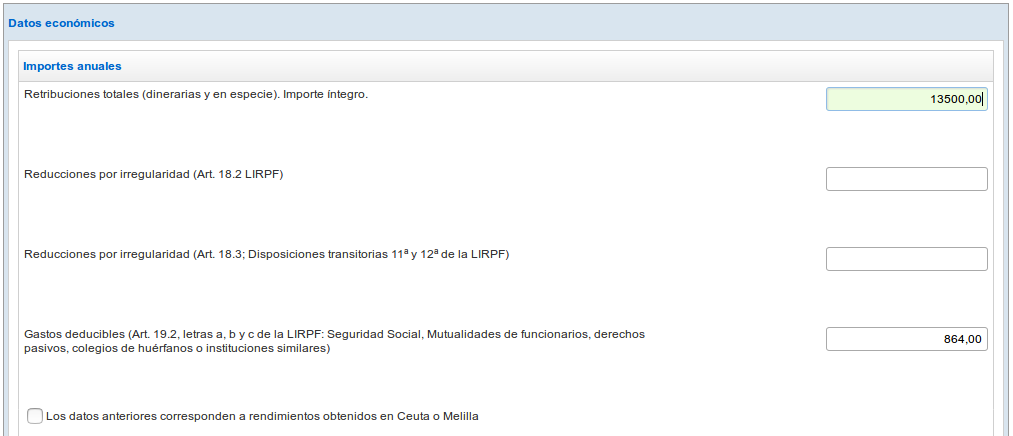 Datos económicos
Importes anuales
Retribuciones totales (dinerarias y en especie). Importe íntegro.
13500,00
Reducciones por irregularidad (Art. 18.2 LIRPF)
Reducciones por irregularidad (Art. 18.3; Disposiciones transitorias 11ª y 12ª de la LIRPF)
Gastos deducibles (Art. 19.2, letras a, b y c de la LIRPF: Seguridad Social, Mutualidades de funcionarios, derechos
pasivos, colegios de huérfanos o instituciones similares)
864,00
Los datos anteriores corresponden a rendimientos obtenidos en Ceuta o Melilla